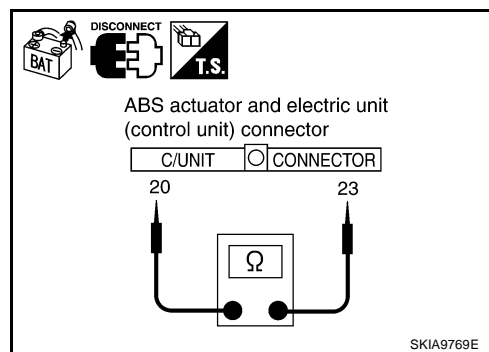 DISCONNECT
BAT
T.S.
ABS actuator and electric unit
(control unit) connector
C/UNIT CONNECTOR
20 23
Ω
SKIA9769E